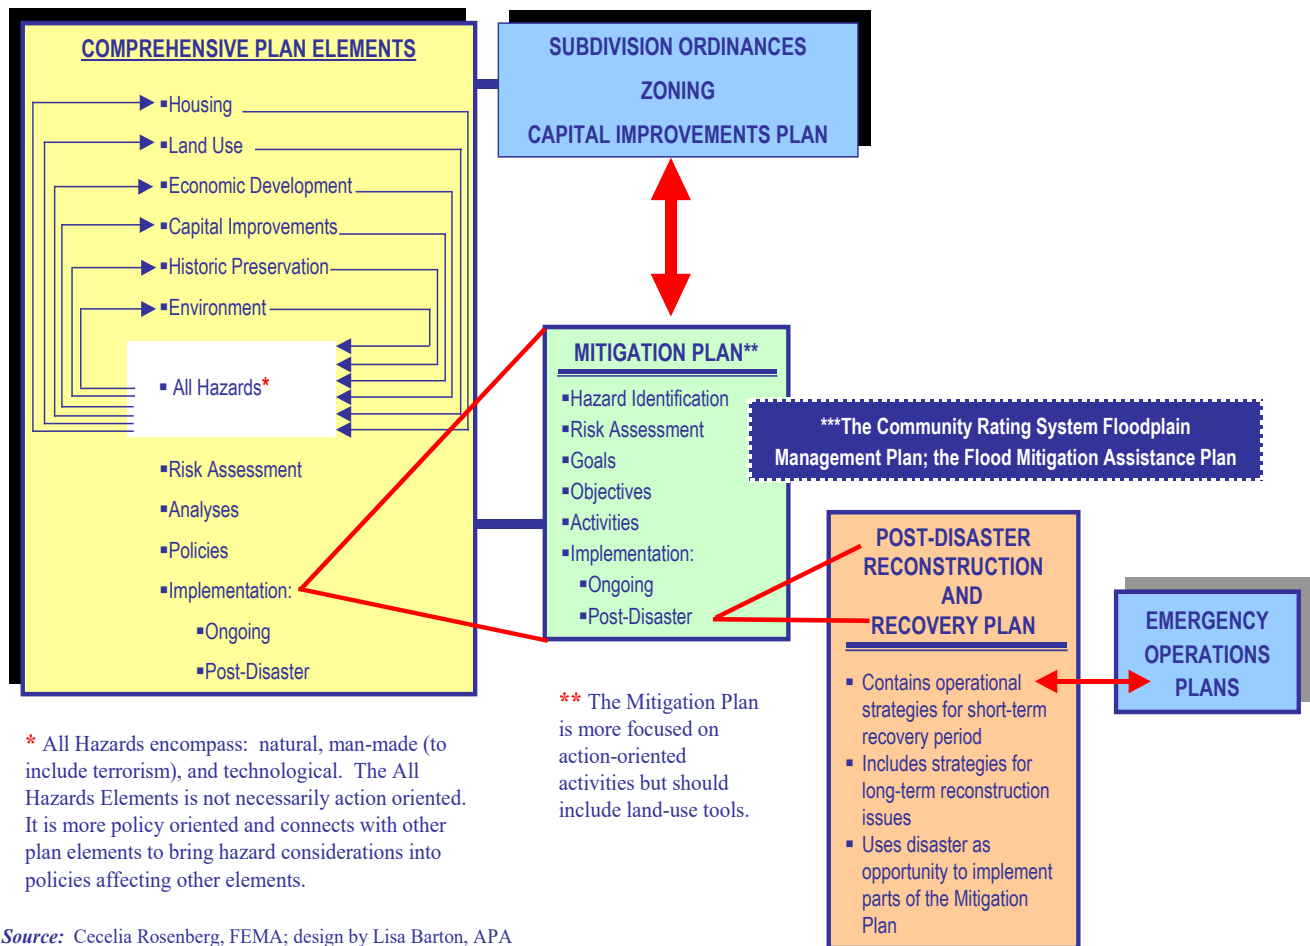 COMPREHENSIVE PLAN ELEMENTS
▪Housing
▪Land Use
▪Economic Development
▪Capital Improvements
▪Historic Preservation
▪Environment
▪ All Hazards*
▪Risk Assessment
▪Analyses
▪Policies
▪Implementation:
▪Ongoing
▪Post-Disaster
SUBDIVISION ORDINANCES
ZONING
CAPITAL IMPROVEMENTS PLAN
MITIGATION PLAN**
▪Hazard Identification
▪Risk Assessment
▪Goals
▪Objectives
▪Activities
▪Implementation:
▪Ongoing
▪Post-Disaster
***The Community Rating System Floodplain
Management Plan; the Flood Mitigation Assistance Plan
POST-DISASTER
RECONSTRUCTION
AND
RECOVERY PLAN
▪ Contains operational
strategies for short-term
recovery period
▪ Includes strategies for
long-term reconstruction
issues
▪ Uses disaster as
opportunity to implement
parts of the Mitigation
Plan
EMERGENCY
OPERATIONS
PLANS
* All Hazards encompass: natural, man-made (to
include terrorism), and technological. The All
Hazards Elements is not necessarily action oriented.
It is more policy oriented and connects with other
plan elements to bring hazard considerations into
policies affecting other elements.
** The Mitigation Plan
is more focused on
action-oriented
activities but should
include land-use tools.
Source: Cecelia Rosenberg, FEMA; design by Lisa Barton, APA